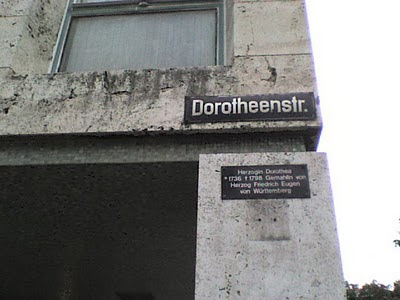 Dorotheenstr.
Herzogin Dorothea
*1736 †1798 Gemahlin von
Herzog Friedrich Eugen
von Württemberg